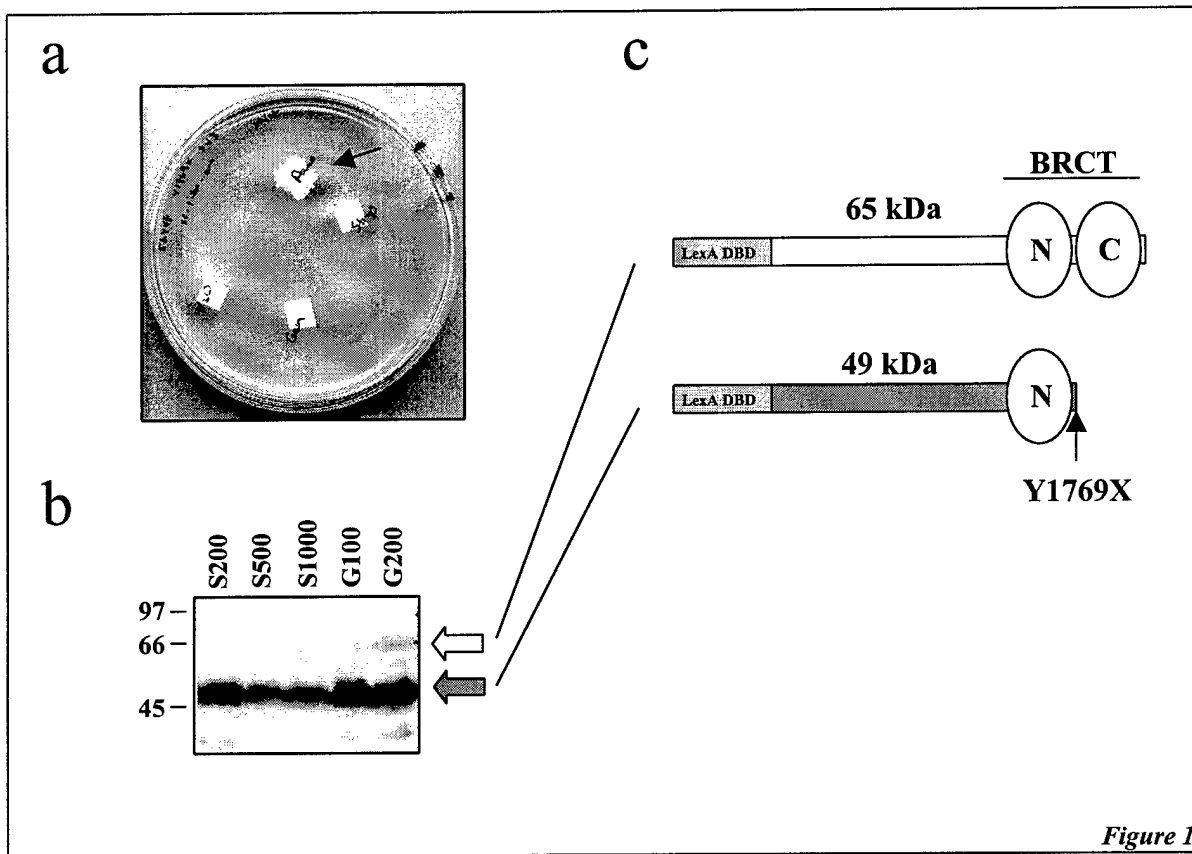 a
c
BRCT
65 kDa
LexA DBD
N
C
49 kDa
LexA DBD
N
Y1769X
b
S200
S500
S1000
G100
G200
97
66
45
Figure 1